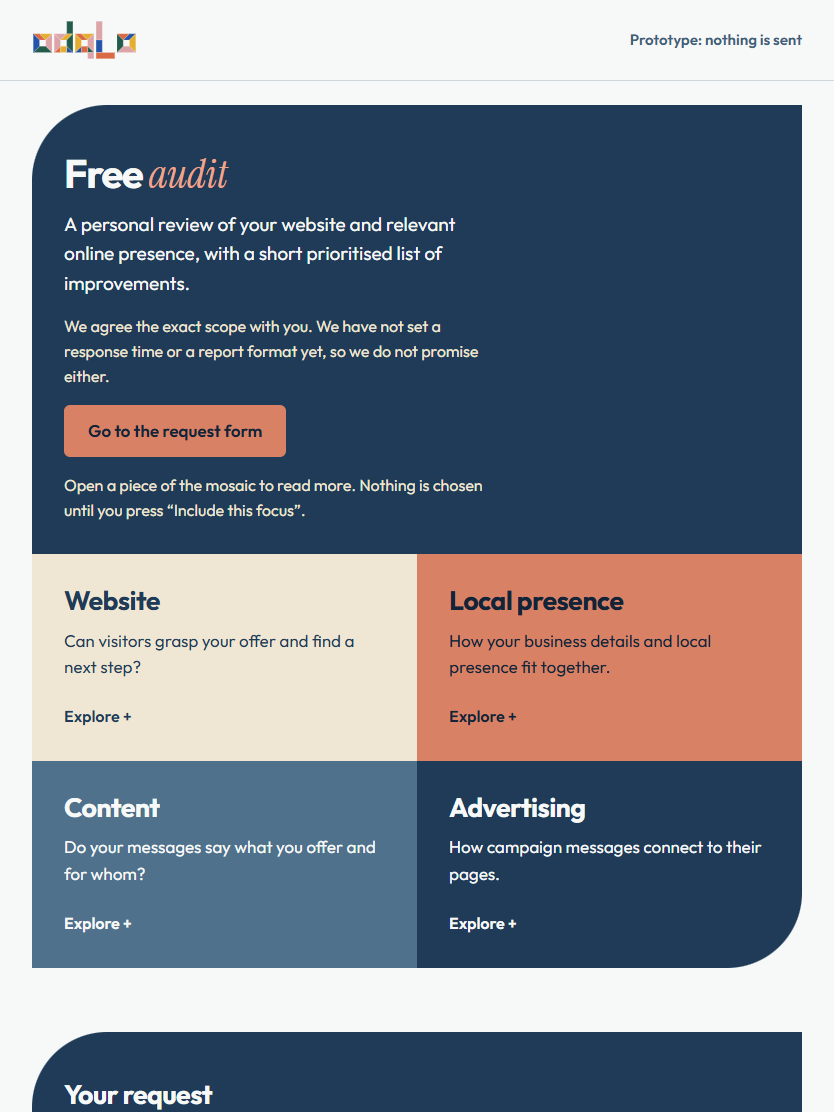 adqLo
Prototype: nothing is sent
Free audit
A personal review of your website and relevant
online presence, with a short prioritised list of
improvements.
We agree the exact scope with you. We have not set a
response time or a report format yet, so we do not promise
either.
Go to the request form
Open a piece of the mosaic to read more. Nothing is chosen
until you press “Include this focus”.
Website
Can visitors grasp your offer and find a
next step?
Explore +
Local presence
How your business details and local
presence fit together.
Explore +
Content
Do your messages say what you offer and
for whom?
Explore +
Advertising
How campaign messages connect to their
pages.
Explore +
Your request